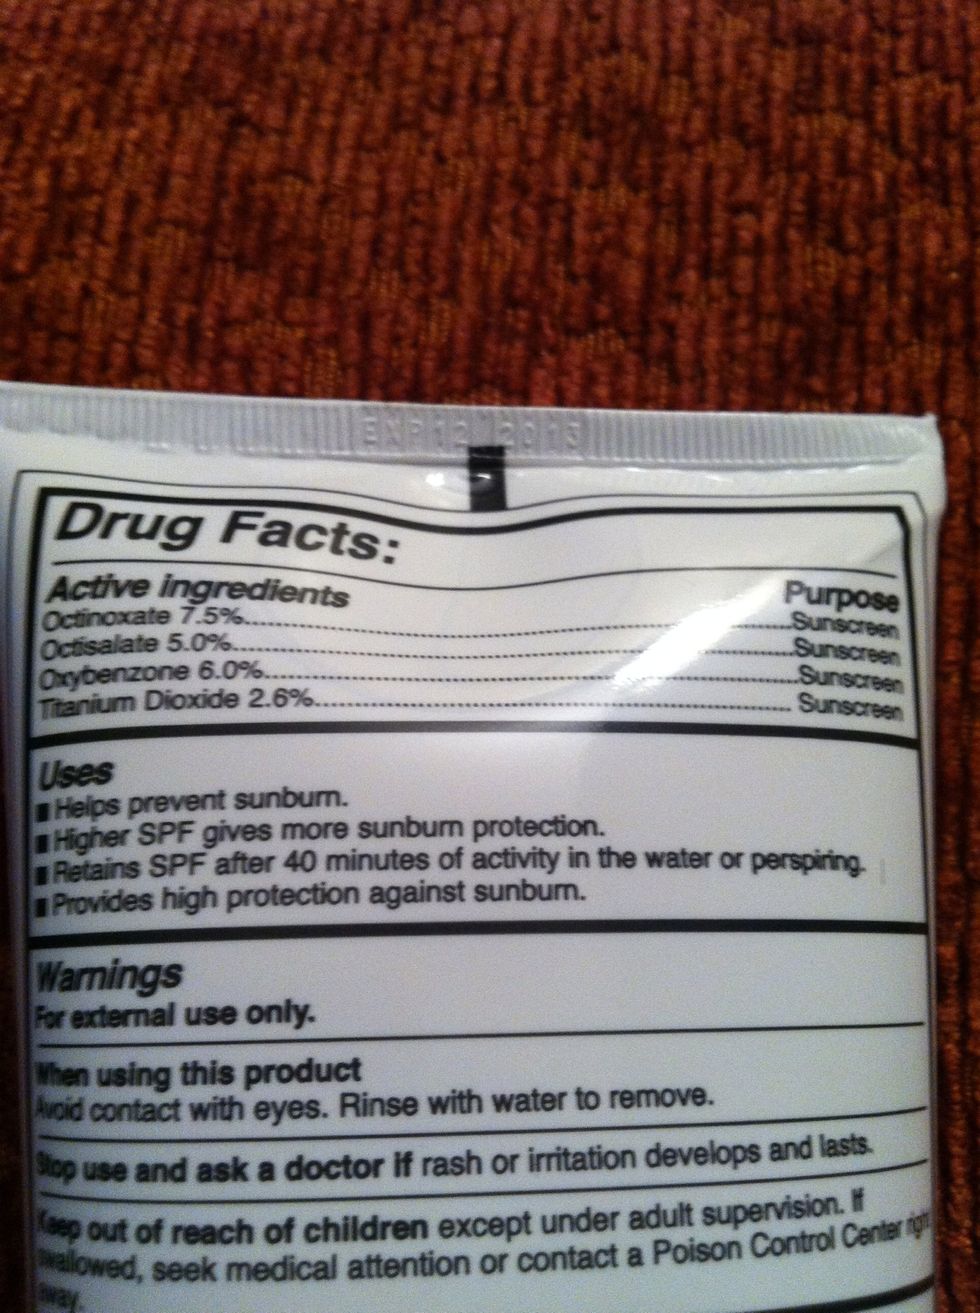 EXP 12 2013
Drug Facts:
Active ingredients Purpose
Octinoxate 7.5%........Sunscreen
Octisalate 5.0%........Sunscreen
Oxybenzone 6.0%........Sunscreen
Titanium Dioxide 2.6%........Sunscreen
Uses
■ Helps prevent sunburn.
■ Higher SPF gives more sunburn protection.
■ Retains SPF after 40 minutes of activity in the water or perspiring.
■ Provides high protection against sunburn.
Warnings
For external use only.
When using this product
Avoid contact with eyes. Rinse with water to remove.
Stop use and ask a doctor if rash or irritation develops and lasts.
Keep out of reach of children except under adult supervision. If
swallowed, seek medical attention or contact a Poison Control Center right
away.